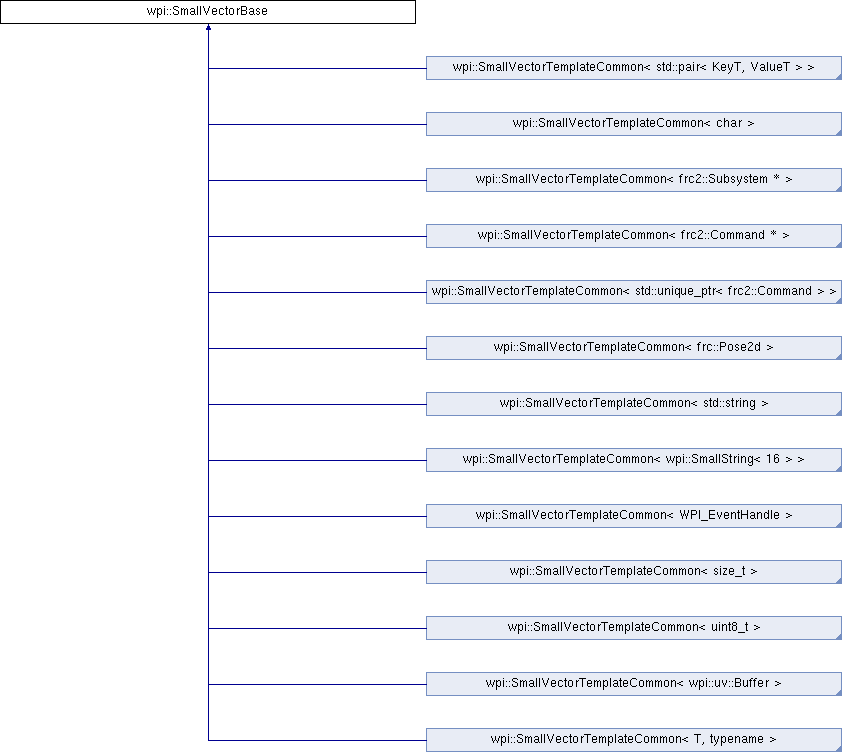 wpi::SmallVectorBase
wpi::SmallVectorTemplateCommon< std::pair< KeyT, ValueT > >
wpi::SmallVectorTemplateCommon< char >
wpi::SmallVectorTemplateCommon< frc2::Subsystem * >
wpi::SmallVectorTemplateCommon< frc2::Command * >
wpi::SmallVectorTemplateCommon< std::unique_ptr< frc2::Command > >
wpi::SmallVectorTemplateCommon< frc::Pose2d >
wpi::SmallVectorTemplateCommon< std::string >
wpi::SmallVectorTemplateCommon< wpi::SmallString< 16 > >
wpi::SmallVectorTemplateCommon< WPI_EventHandle >
wpi::SmallVectorTemplateCommon< size_t >
wpi::SmallVectorTemplateCommon< uint8_t >
wpi::SmallVectorTemplateCommon< wpi::uv::Buffer >
wpi::SmallVectorTemplateCommon< T, typename >